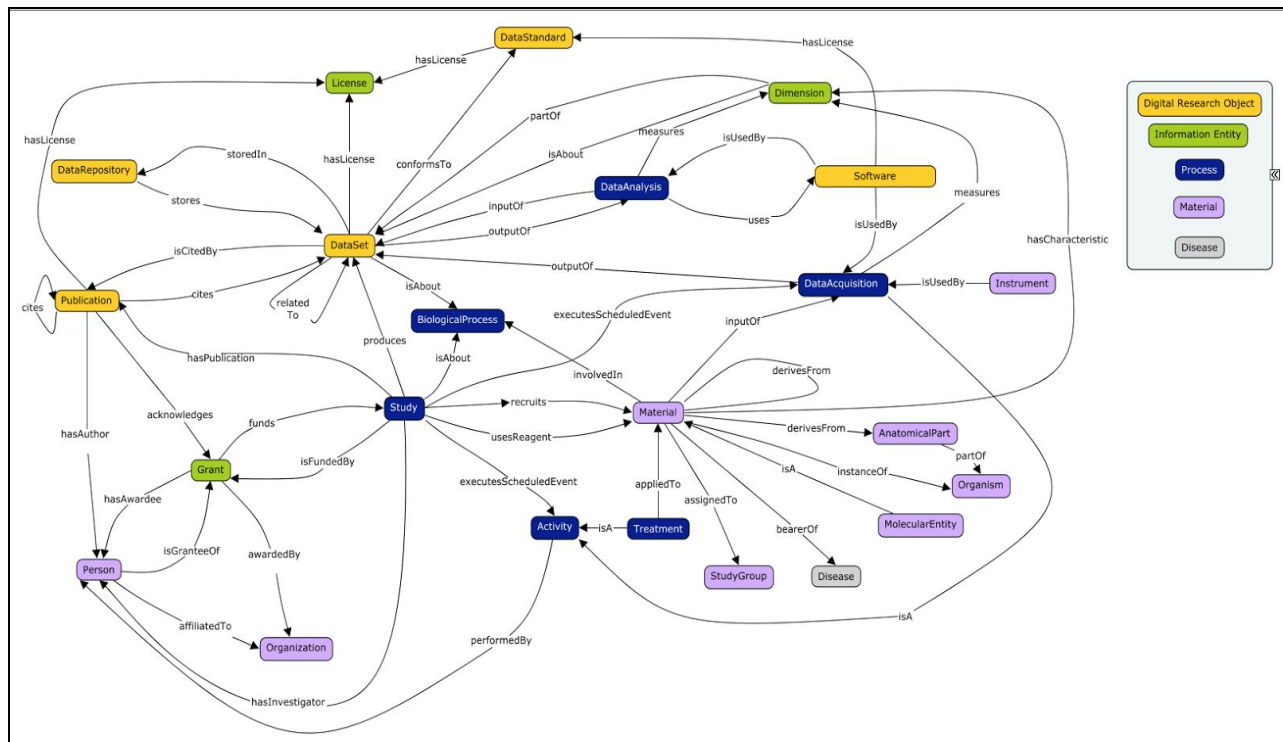 DataStandard
hasLicense
hasLicense
License
Dimension
Digital Research Object
Information Entity
partOf
hasLicense
measures
isUsedBy
storedIn
isAbout
hasLicense
conformsTo
DataRepository
Process
Software
DataAnalysis
measures
stores
inputOf
uses
Material
isUsedBy
outputOf
hasCharacteristic
DataSet
Disease
isCitedBy
outputOf
DataAcquisition
isUsedBy
Instrument
cites
isAbout
cites
Publication
related
To
executesScheduledEvent
BiologicalProcess
inputOf
produces
hasPublication
isAbout
involvedIn
derivesFrom
Study
recruits
Material
acknowledges
funds
derivesFrom
AnatomicalPart
hasAuthor
usesReagent
partOf
isFundedBy
isA
instanceOf
Grant
executesScheduledEvent
appliedTo
Organism
hasAwardee
assignedTo
Activity
isA
Treatment
bearerOf
MolecularEntity
isGranteeOf
awardedBy
Person
StudyGroup
Disease
isA
affiliatedTo
performedBy
Organization
hasInvestigator